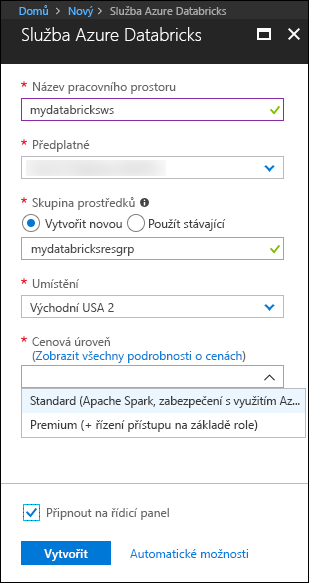 Domů > Nový > Služba Azure Databricks
Služba Azure Databricks
* Název pracovního prostoru
mydatabricksws
* Předplatné
* Skupina prostředků
Vytvořit novou Použít stávající
mydatabricksresgrp
* Umístění
Východní USA 2
* Cenová úroveň
(Zobrazit všechny podrobnosti o cenách)
Standard (Apache Spark, zabezpečení s využitím Az...
Premium (+ řízení přístupu na základě role)
Připnout na řídicí panel
Vytvořit Automatické možnosti